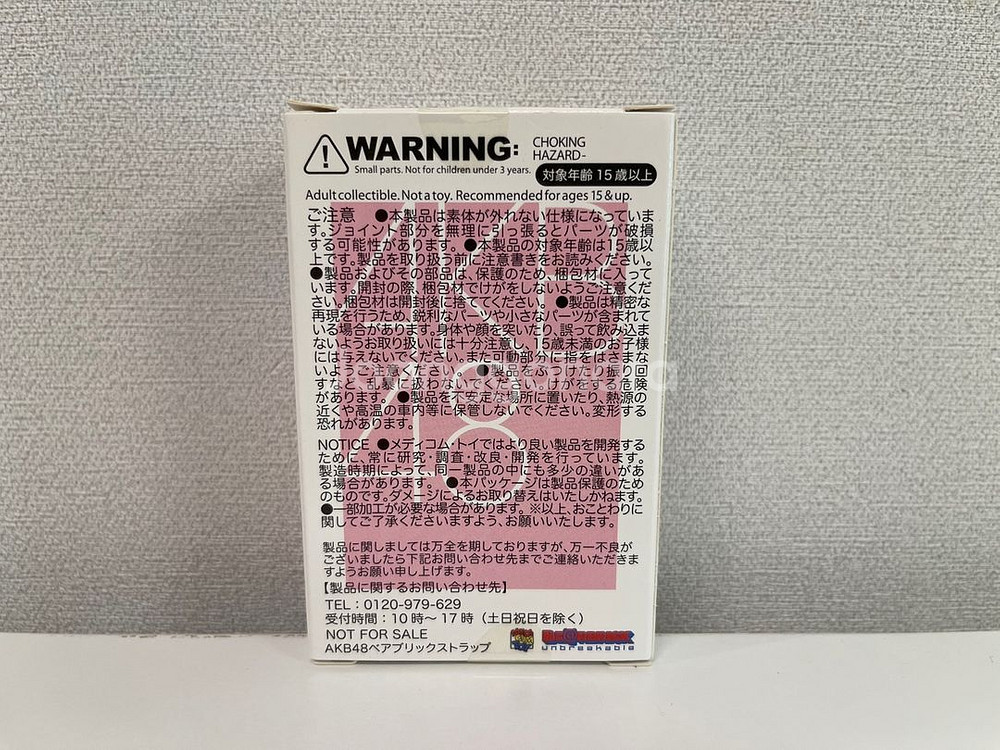 WARNING: CHOKING
HAZARD-
Small parts. Not for children under 3 years.
対象年齢 15歳以上
Adult collectible. Not a toy. Recommended for ages 15 & up.
ご注意 ●本製品は素体が外れない仕様になっていま
す。ジョイント部分を無理に引っ張るとパーツが破損
する可能性があります。●本製品の対象年齢は15歳以
上です。製品を取り扱う前に注意書きをお読みください。
●製品およびその部品は、保護のため、梱包材に入って
います。開封の際、梱包材でけがをしないようご注意くだ
さい。梱包材は開封後に捨ててください。 ●製品は精密な
再現を行うため、鋭利なパーツや小さなパーツが含まれて
いる場合があります。身体や顔を突いたり、誤って飲み込ま
ないようお取り扱いには十分注意し、15歳未満のお子様
には与えないでください。また可動部分に指をはさまな
いようご注意ください。 ●製品をぶつけたり振り回
すなど、乱暴に扱わないでください。けがをする危険
があります。 ●製品を不安定な場所に置いたり、熱源の
近くや高温の車内等に保管しないでください。変形する
恐れがあります。
NOTICE ●メディコム・トイではより良い製品を開発する
ために、常に研究・調査・改良・開発を行っています。
製造時期によって、同一製品の中にも多少の違いがあ
る場合があります。 ●本パッケージは製品保護のため
のものです。ダメージによるお取り替えはいたしかねます。
●一部加工が必要な場合があります。※以上、おことわりに
関してご了承くださいますよう、お願いいたします。
製品に関しましては万全を期しておりますが、万一不良が
ございましたら下記お問い合わせ先までご連絡いただきま
すようお願い申し上げます。
【製品に関するお問い合わせ先】
TEL：0120-979-629
受付時間：10時～17時（土日祝日を除く）
NOT FOR SALE
AKB48ベアブリックストラップ
BE@RBRICK
unbreakable
AKB
48